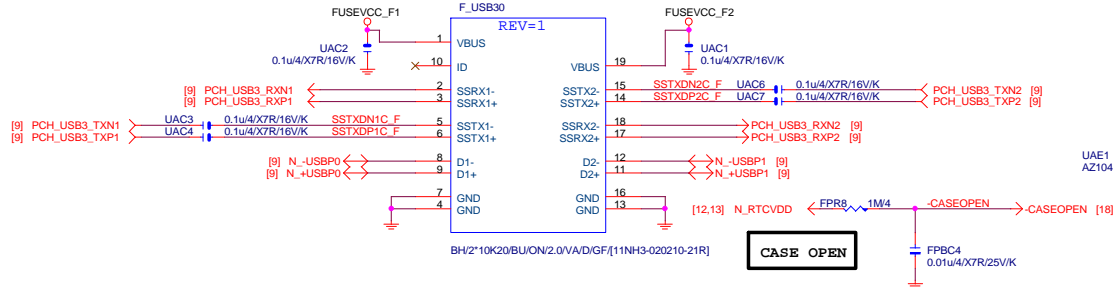 F_USB30
FUSEVCC_F1
REV=1
FUSEVCC_F2
1 VBUS
UAC2
0.1u/4/X7R/16V/K
UAC1
0.1u/4/X7R/16V/K
10 ID
VBUS 19
[9] PCH_USB3_RXN1 2 SSRX1-
[9] PCH_USB3_RXP1 3 SSRX1+
SSTX2- 15 SSTXDN2C_F UAC6 0.1u/4/X7R/16V/K PCH_USB3_TXN2 [9]
SSTX2+ 14 SSTXDP2C_F UAC7 0.1u/4/X7R/16V/K PCH_USB3_TXP2 [9]
[9] PCH_USB3_TXN1 UAC3 0.1u/4/X7R/16V/K SSTXDN1C_F 5 SSTX1-
[9] PCH_USB3_TXP1 UAC4 0.1u/4/X7R/16V/K SSTXDP1C_F 6 SSTX1+
SSRX2- 18 PCH_USB3_RXN2 [9]
SSRX2+ 17 PCH_USB3_RXP2 [9]
[9] N_-USBP0 8 D1-
[9] N_+USBP0 9 D1+
D2- 12 N_-USBP1 [9]
D2+ 11 N_+USBP1 [9]
UAE1
AZ104
7 GND
4 GND
GND 16
GND 13
[12,13] N_RTCVDD FPR8 1M/4 -CASEOPEN -CASEOPEN [18]
BH/2*10K20/BU/ON/2.0/VA/D/GF/[11NH3-020210-21R]
CASE OPEN
FPBC4
0.01u/4/X7R/25V/K